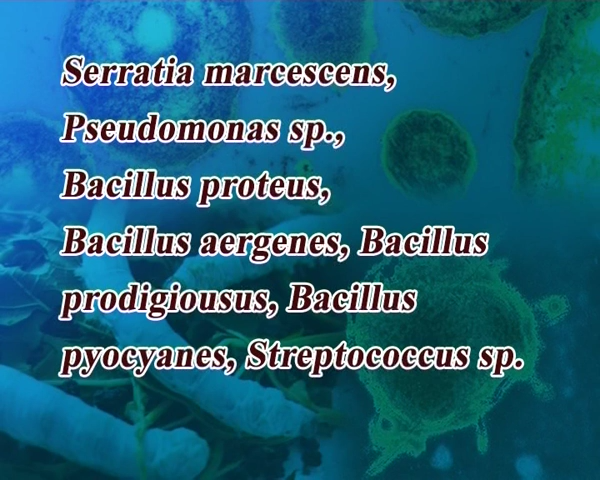 Serratia marcescens,
Pseudomonas sp.,
Bacillus proteus,
Bacillus aergenes, Bacillus
prodigiousus, Bacillus
pyocyanes, Streptococcus sp.